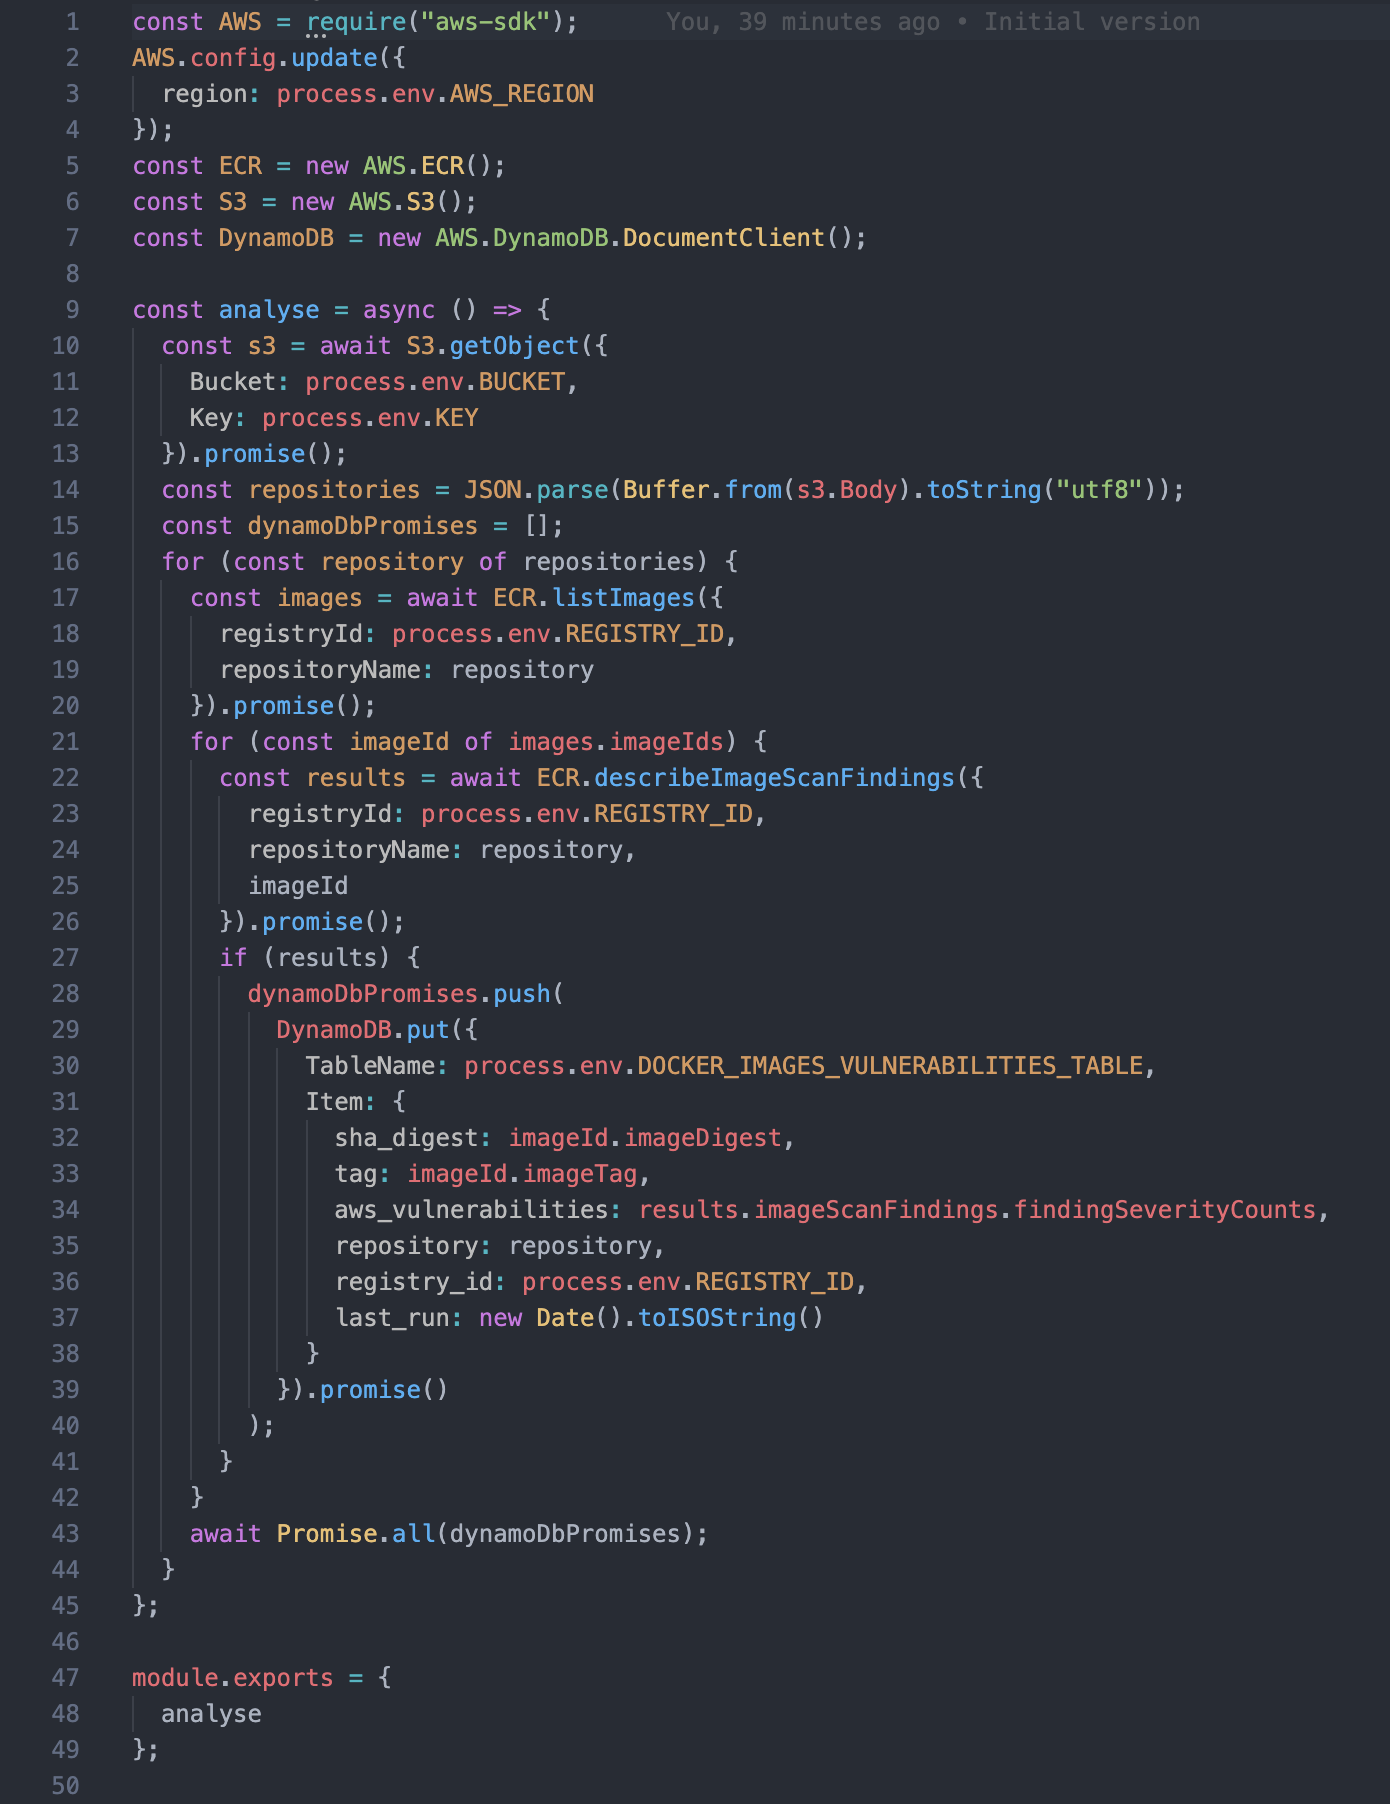 1 const AWS = require("aws-sdk"); You, 39 minutes ago • Initial version
2 AWS.config.update({
3   region: process.env.AWS_REGION
4 });
5 const ECR = new AWS.ECR();
6 const S3 = new AWS.S3();
7 const DynamoDB = new AWS.DynamoDB.DocumentClient();
8
9 const analyse = async () => {
10   const s3 = await S3.getObject({
11     Bucket: process.env.BUCKET,
12     Key: process.env.KEY
13   }).promise();
14   const repositories = JSON.parse(Buffer.from(s3.Body).toString("utf8"));
15   const dynamoDbPromises = [];
16   for (const repository of repositories) {
17     const images = await ECR.listImages({
18       registryId: process.env.REGISTRY_ID,
19       repositoryName: repository
20     }).promise();
21     for (const imageId of images.imageIds) {
22       const results = await ECR.describeImageScanFindings({
23         registryId: process.env.REGISTRY_ID,
24         repositoryName: repository,
25         imageId
26       }).promise();
27       if (results) {
28         dynamoDbPromises.push(
29           DynamoDB.put({
30             TableName: process.env.DOCKER_IMAGES_VULNERABILITIES_TABLE,
31             Item: {
32               sha_digest: imageId.imageDigest,
33               tag: imageId.imageTag,
34               aws_vulnerabilities: results.imageScanFindings.findingSeverityCounts,
35               repository: repository,
36               registry_id: process.env.REGISTRY_ID,
37               last_run: new Date().toISOString()
38             }
39           }).promise()
40         );
41       }
42     }
43     await Promise.all(dynamoDbPromises);
44   }
45 };
46
47 module.exports = {
48   analyse
49 };
50